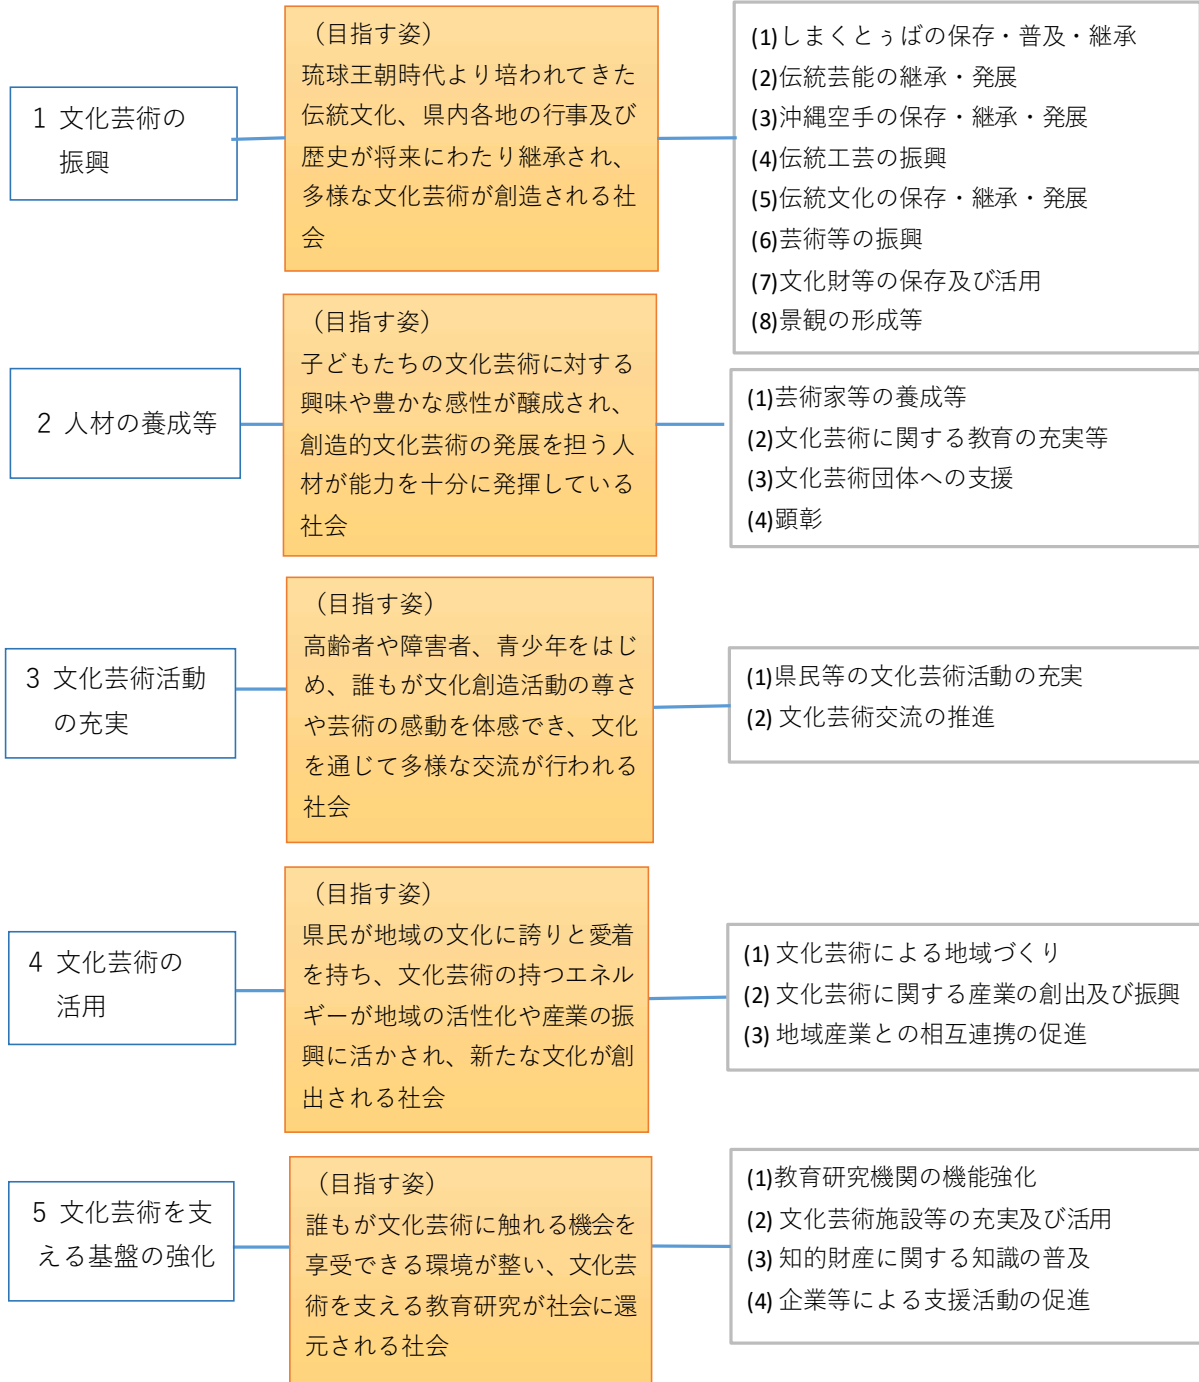 1 文化芸術の
振興
（目指す姿）
琉球王朝時代より培われてきた
伝統文化、県内各地の行事及び
歴史が将来にわたり継承され、
多様な文化芸術が創造される社
会
(1)しまくとぅばの保存・普及・継承
(2)伝統芸能の継承・発展
(3)沖縄空手の保存・継承・発展
(4)伝統工芸の振興
(5)伝統文化の保存・継承・発展
(6)芸術等の振興
(7)文化財等の保存及び活用
(8)景観の形成等
2 人材の養成等
（目指す姿）
子どもたちの文化芸術に対する
興味や豊かな感性が醸成され、
創造的文化芸術の発展を担う人
材が能力を十分に発揮している
社会
(1)芸術家等の養成等
(2)文化芸術に関する教育の充実等
(3)文化芸術団体への支援
(4)顕彰
3 文化芸術活動
の充実
（目指す姿）
高齢者や障害者、青少年をはじ
め、誰もが文化創造活動の尊さ
や芸術の感動を体感でき、文化
を通じて多様な交流が行われる
社会
(1)県民等の文化芸術活動の充実
(2) 文化芸術交流の推進
4 文化芸術の
活用
（目指す姿）
県民が地域の文化に誇りと愛着
を持ち、文化芸術の持つエネル
ギーが地域の活性化や産業の振
興に活かされ、新たな文化が創
出される社会
(1) 文化芸術による地域づくり
(2) 文化芸術に関する産業の創出及び振興
(3) 地域産業との相互連携の促進
5 文化芸術を支
える基盤の強化
（目指す姿）
誰もが文化芸術に触れる機会を
享受できる環境が整い、文化芸
術を支える教育研究が社会に還
元される社会
(1)教育研究機関の機能強化
(2) 文化芸術施設等の充実及び活用
(3) 知的財産に関する知識の普及
(4) 企業等による支援活動の促進